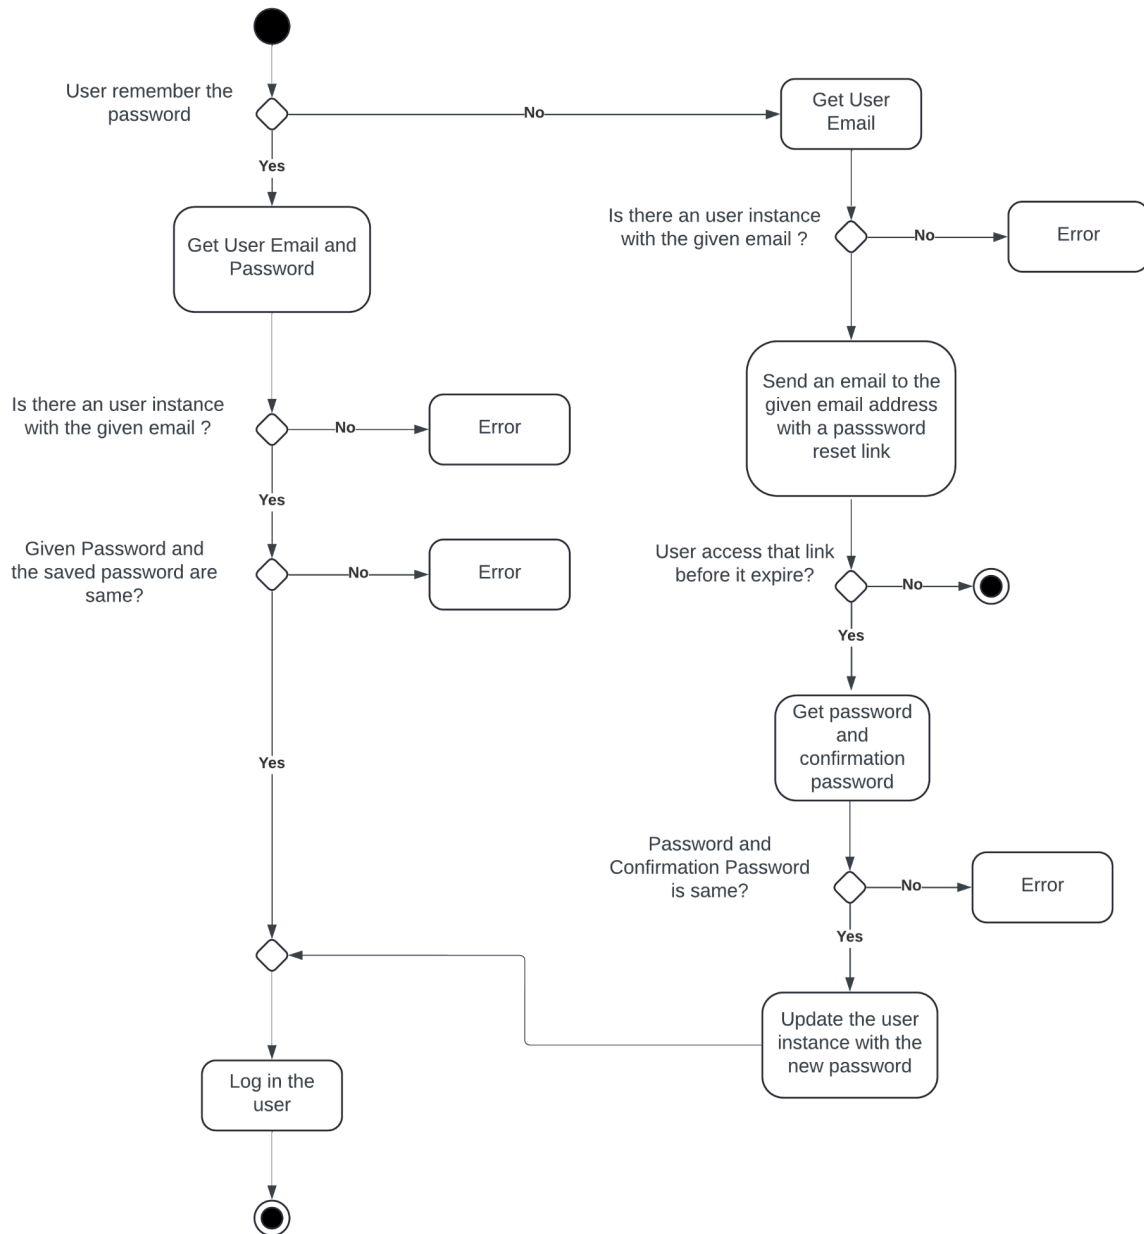 User remember the
password
No
Get User
Email
Yes
Is there an user instance
with the given email ?
No
Error
Get User Email and
Password
Send an email to the
given email address
with a passsword
reset link
Is there an user instance
with the given email ?
No
Error
Yes
Given Password and
the saved password are
same?
No
Error
User access that link
before it expire?
No
Yes
Get password
and
confirmation
password
Yes
Password and
Confirmation Password
is same?
No
Error
Yes
Update the user
instance with the
new password
Log in the
user